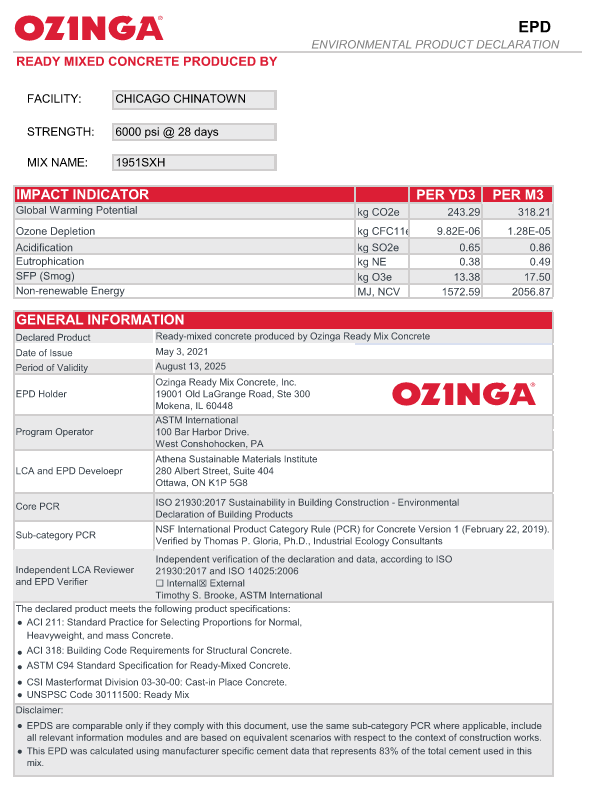 OZINGA®
EPD
ENVIRONMENTAL PRODUCT DECLARATION
READY MIXED CONCRETE PRODUCED BY
FACILITY: CHICAGO CHINATOWN
STRENGTH: 6000 psi @ 28 days
MIX NAME: 1951SXH
IMPACT INDICATOR PER YD3 PER M3
Global Warming Potential kg CO2e 243.29 318.21
Ozone Depletion kg CFC11e 9.82E-06 1.28E-05
Acidification kg SO2e 0.65 0.86
Eutrophication kg NE 0.38 0.49
SFP (Smog) kg O3e 13.38 17.50
Non-renewable Energy MJ, NCV 1572.59 2056.87
GENERAL INFORMATION
Declared Product Ready-mixed concrete produced by Ozinga Ready Mix Concrete
Date of Issue May 3, 2021
Period of Validity August 13, 2025
EPD Holder
Ozinga Ready Mix Concrete, Inc.
19001 Old LaGrange Road, Ste 300
Mokena, IL 60448
OZINGA®
Program Operator
ASTM International
100 Bar Harbor Drive.
West Conshohocken, PA
LCA and EPD Develoepr
Athena Sustainable Materials Institute
280 Albert Street, Suite 404
Ottawa, ON K1P 5G8
Core PCR
ISO 21930:2017 Sustainability in Building Construction - Environmental
Declaration of Building Products
Sub-category PCR
NSF International Product Category Rule (PCR) for Concrete Version 1 (February 22, 2019).
Verified by Thomas P. Gloria, Ph.D., Industrial Ecology Consultants
Independent LCA Reviewer
and EPD Verifier
Independent verification of the declaration and data, according to ISO
21930:2017 and ISO 14025:2006
☐ Internal☒ External
Timothy S. Brooke, ASTM International
The declared product meets the following product specifications:
• ACI 211: Standard Practice for Selecting Proportions for Normal,
Heavyweight, and mass Concrete.
• ACI 318: Building Code Requirements for Structural Concrete.
• ASTM C94 Standard Specification for Ready-Mixed Concrete.
• CSI Masterformat Division 03-30-00: Cast-in Place Concrete.
• UNSPSC Code 30111500: Ready Mix
Disclaimer:
• EPDS are comparable only if they comply with this document, use the same sub-category PCR where applicable, include
all relevant information modules and are based on equivalent scenarios with respect to the context of construction works.
• This EPD was calculated using manufacturer specific cement data that represents 83% of the total cement used in this
mix.